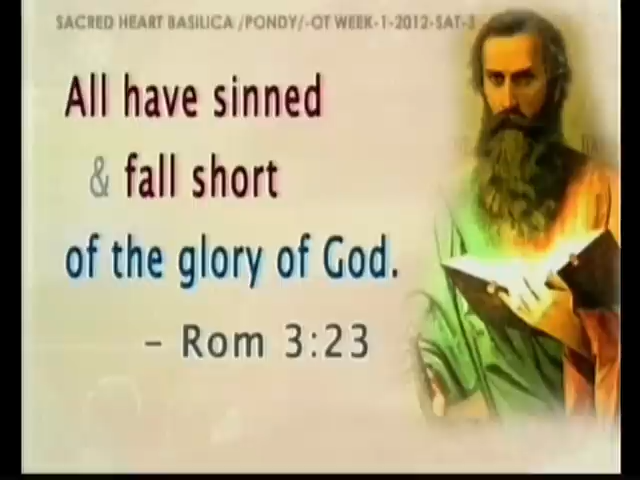 SACRED HEART BASILICA /PONDY/-OT WEEK-1-2012-SAT-3
All have sinned
& fall short
of the glory of God.
– Rom 3:23